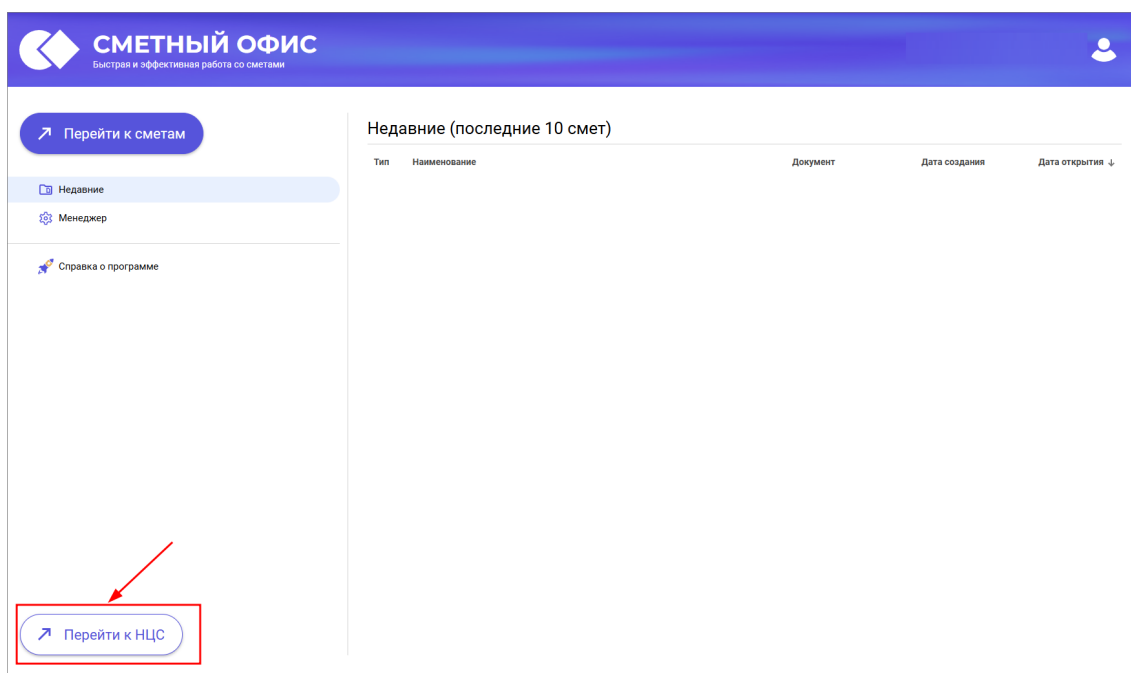 СМЕТНЫЙ ОФИС
Быстрая и эффективная работа со сметами
Перейти к сметам
Недавние
Менеджер
Справка о программе
Перейти к НЦС
Недавние (последние 10 смет)
Тип Наименование Документ Дата создания Дата открытия ↓